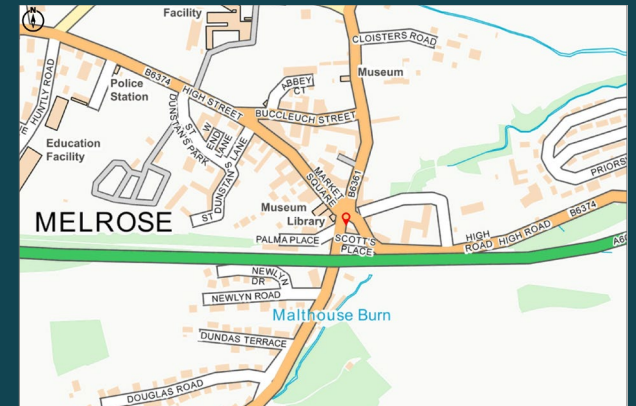 N
Facility
CLOISTERS ROAD
Museum
B6374
HIGH STREET
ABBEY
CT
Police
Station
HUNTLY ROAD
BUCCLEUCH STREET
ST
DUNSTAN'S PARK
W
END
LANE
ST
DUNSTAN'S
LANE
Education
Facility
MARKET
SQUARE
B6361
PRIORS
Museum
Library
MELROSE
PALMA PLACE
SCOTT'S
PLACE
HIGH
ROAD
HIGH ROAD
B6374
A6
NEWLYN
DR
NEWLYN ROAD
Malthouse Burn
DUNDAS TERRACE
DOUGLAS ROAD